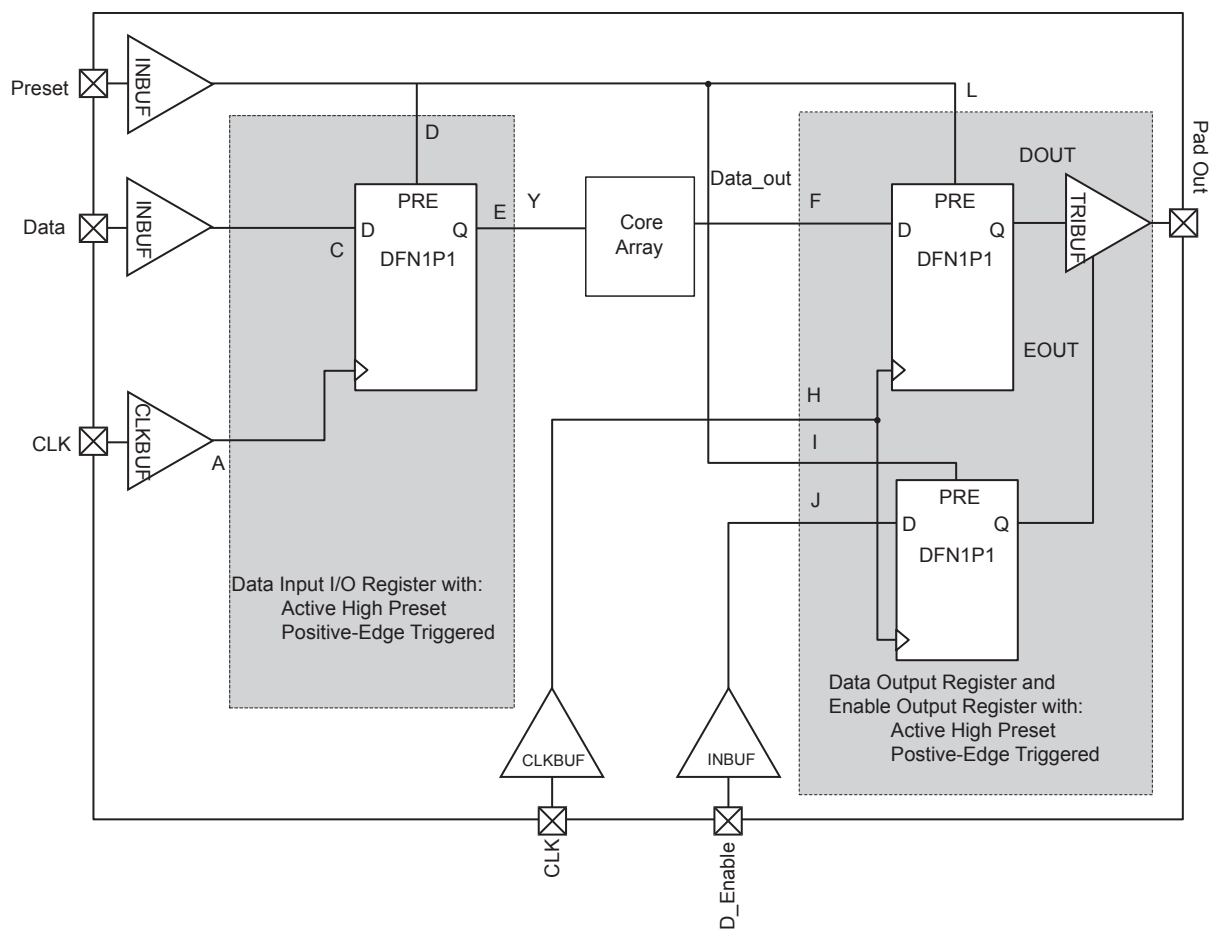 Preset
INBUF
L
D
DOUT
Pad Out
Data
INBUF
PRE
D
Q
DFN1P1
C
E
Y
Core
Array
Data_out
F
PRE
D
Q
DFN1P1
TRIBUF
EOUT
CLK
CLKBUF
A
H
I
J
PRE
D
Q
DFN1P1
Data Input I/O Register with:
Active High Preset
Positive-Edge Triggered
Data Output Register and
Enable Output Register with:
Active High Preset
Postive-Edge Triggered
CLKBUF
INBUF
CLK
D_Enable